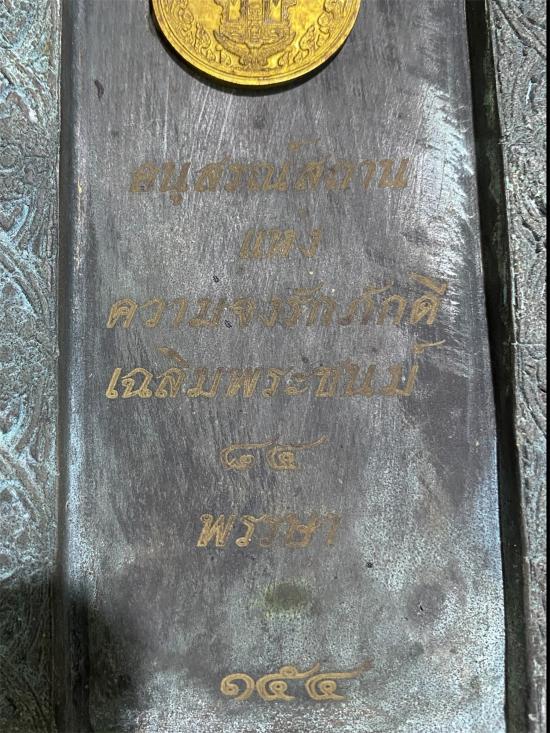 อนุสรณ์สถาน
แห่ง
ความจงรักภักดี
เฉลิมพระชนม์
๘๔
พรรษา
๑๕๔